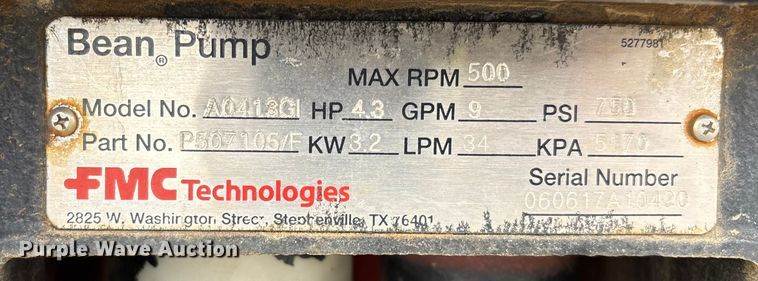 Bean® Pump
5277981
MAX RPM 500
Model No. A0413GI HP 4.3 GPM 9 PSI 750
Part No. P507105/F KW 3.2 LPM 34 KPA 5170
FMC Technologies
Serial Number
2825 W. Washington Street, Stephenville, TX 76401
Purple Wave Auction